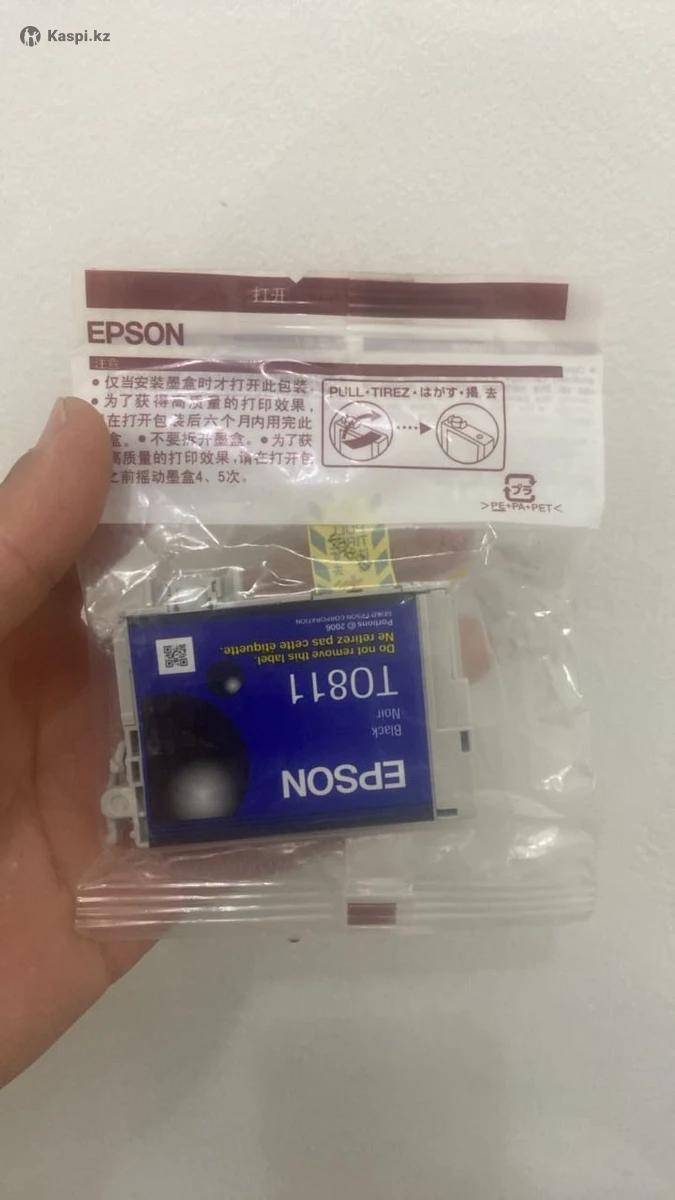 Kaspi.kz
打开
EPSON
注意
• 仅当安装墨盒时才打开此包装。
• 为了获得高质量的打印效果，
在打开包装后六个月内用完此
盒。• 不要拆开墨盒。• 为了获
高质量的打印效果，请在打开包
之前摇动墨盒4、5次。
PULL・TIREZ・はがす・撕去
プラ
>PE+PA+PET<
PULL
TIREZ
EPSON
Black
Noir
T0811
Do not remove this label.
Ne retirez pas cette étiquette.
Portions © 2006
SEIKO EPSON CORPORATION